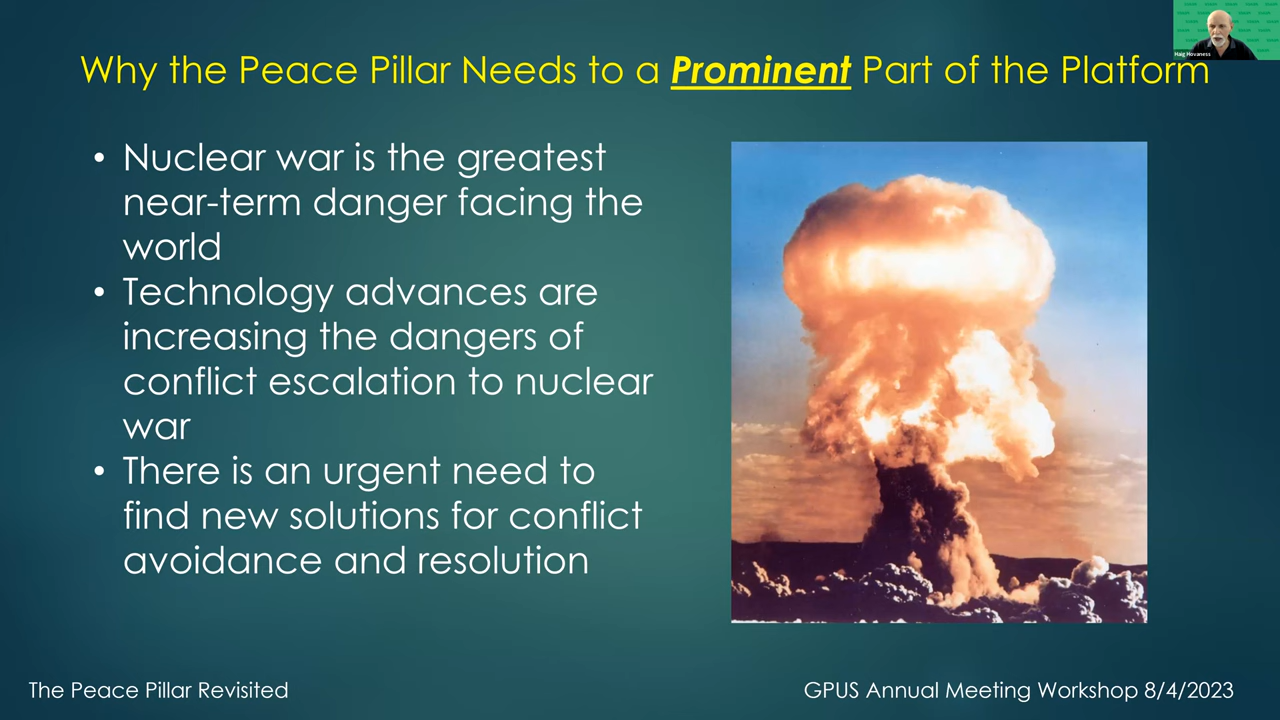 Why the Peace Pillar Needs to a Prominent Part of the Platform
Haig Hovaness
• Nuclear war is the greatest
near-term danger facing the
world
• Technology advances are
increasing the dangers of
conflict escalation to nuclear
war
• There is an urgent need to
find new solutions for conflict
avoidance and resolution
The Peace Pillar Revisited
GPUS Annual Meeting Workshop 8/4/2023